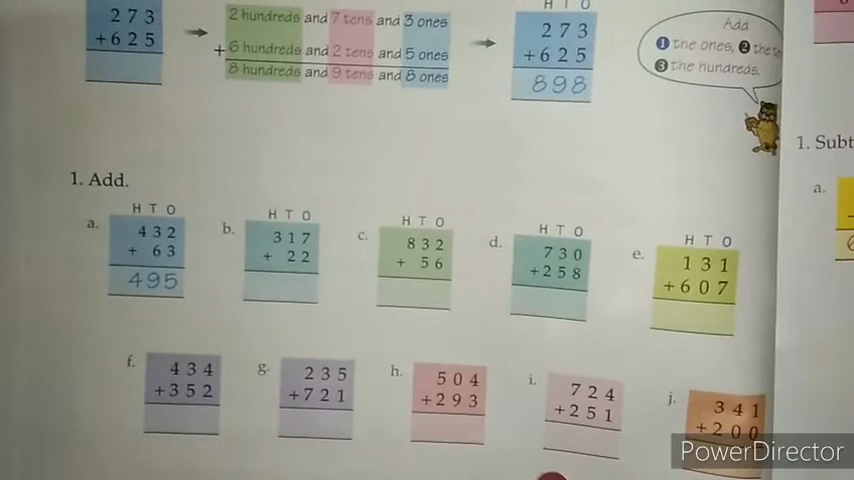 273
+625
2 hundreds and 7 tens and 3 ones
+6 hundreds and 2 tens and 5 ones
8 hundreds and 9 tens and 8 ones
H T O
273
+625
898
Add
❶ the ones, ❷ the
❸ the hundreds.
1. Subt
a.
1. Add.
a.
H T O
432
+ 63
495
b.
H T O
317
+ 22
c.
H T O
832
+ 56
d.
H T O
730
+258
e.
H T O
131
+607
f.
434
+352
g.
235
+721
h.
504
+293
i.
724
+251
j.
341
+200
PowerDirector